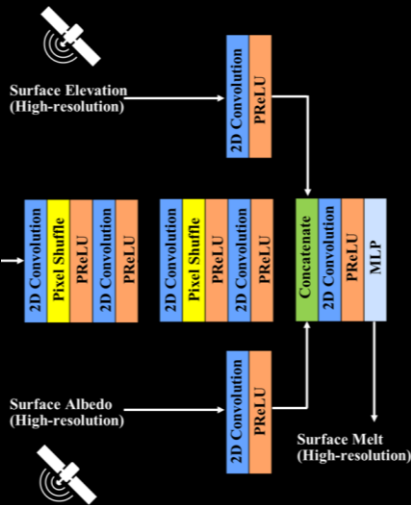 Surface Elevation
(High-resolution)
2D Convolution
PReLU
2D Convolution
Pixel Shuffle
PReLU
2D Convolution
PReLU
2D Convolution
Pixel Shuffle
PReLU
2D Convolution
PReLU
Concatenate
2D Convolution
PReLU
MLP
Surface Albedo
(High-resolution)
2D Convolution
PReLU
Surface Melt
(High-resolution)